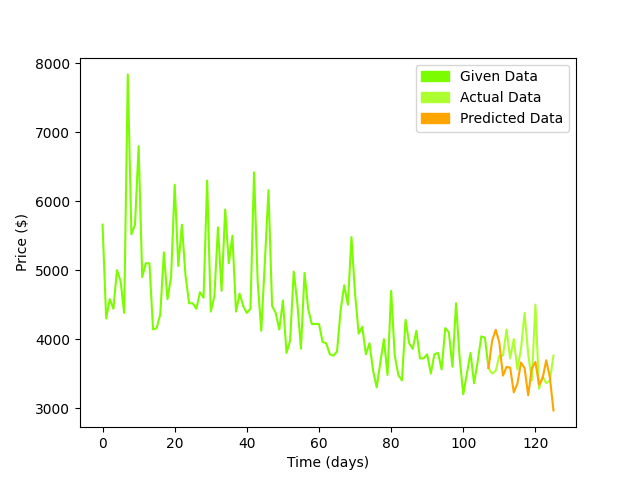 8000
7000
6000
5000
4000
3000
Price ($)
Given Data
Actual Data
Predicted Data
0 20 40 60 80 100 120
Time (days)